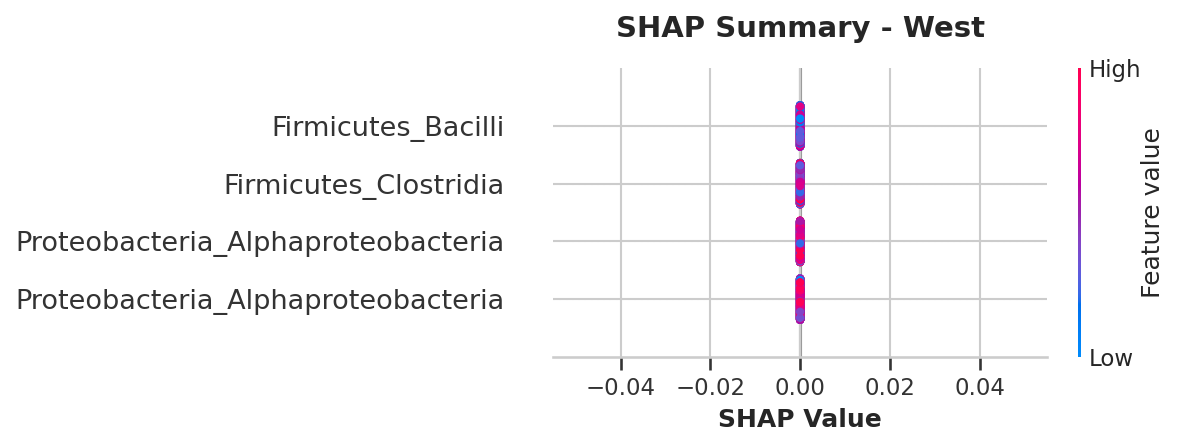 SHAP Summary - West
High
Firmicutes_Bacilli
Firmicutes_Clostridia
Proteobacteria_Alphaproteobacteria
Proteobacteria_Alphaproteobacteria
Feature value
Low
−0.04 −0.02 0.00 0.02 0.04
SHAP Value